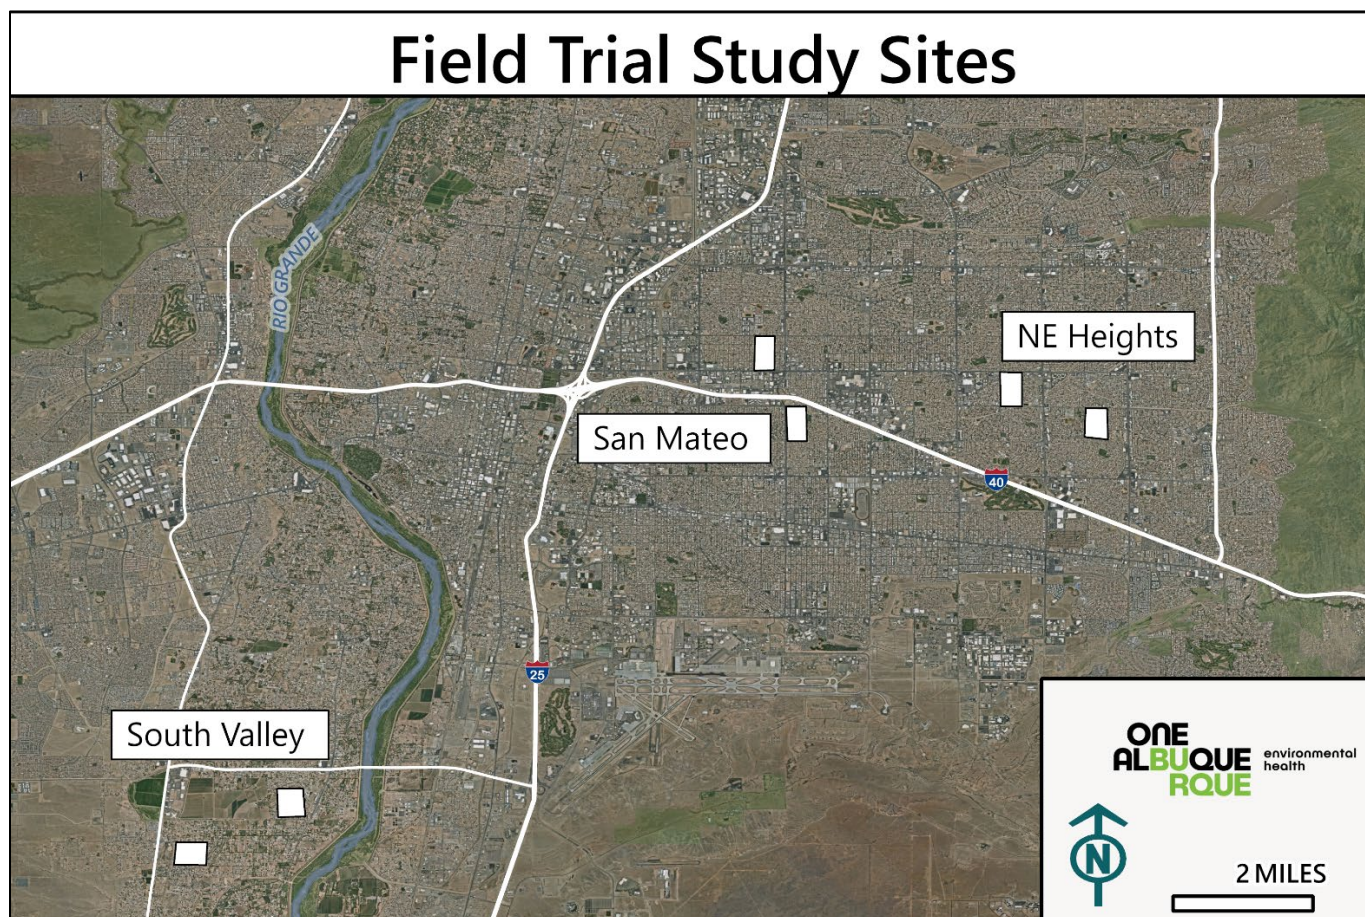 Field Trial Study Sites
RIO GRANDE
NE Heights
San Mateo
40
25
South Valley
ONE
ALBUQUE
RQUE
environmental
health
N
2 MILES